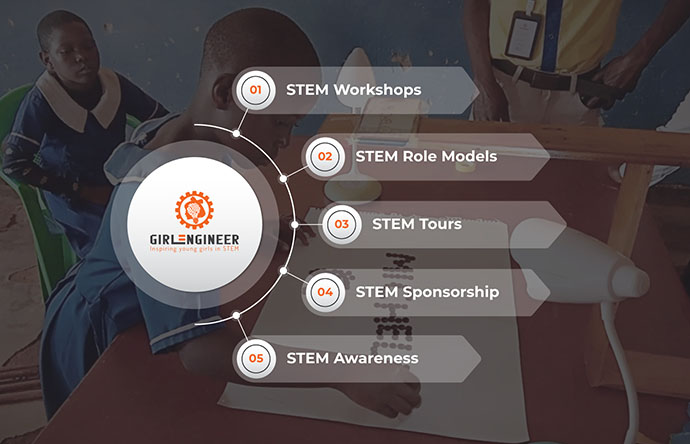 01 STEM Workshops
02 STEM Role Models
03 STEM Tours
GIRLENGINEER
Inspiring young girls in STEM
04 STEM Sponsorship
05 STEM Awareness